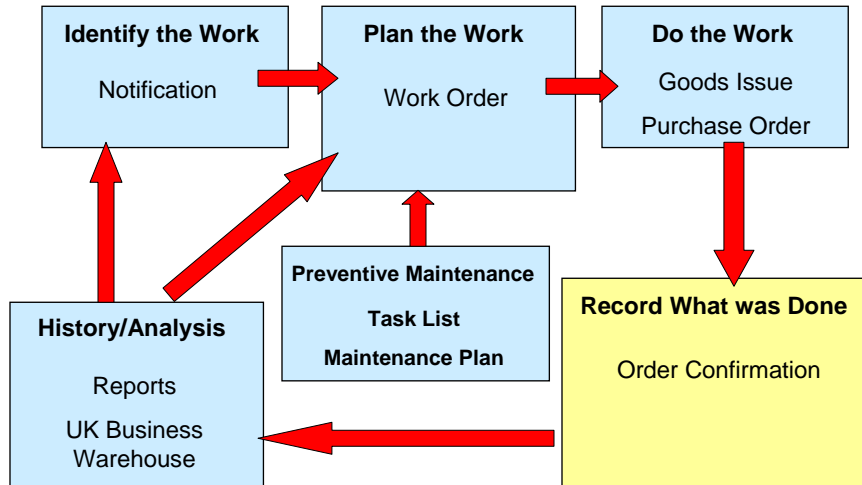 Identify the Work
Notification
Plan the Work
Work Order
Do the Work
Goods Issue
Purchase Order
Preventive Maintenance
Task List
Maintenance Plan
History/Analysis
Reports
UK Business
Warehouse
Record What was Done
Order Confirmation